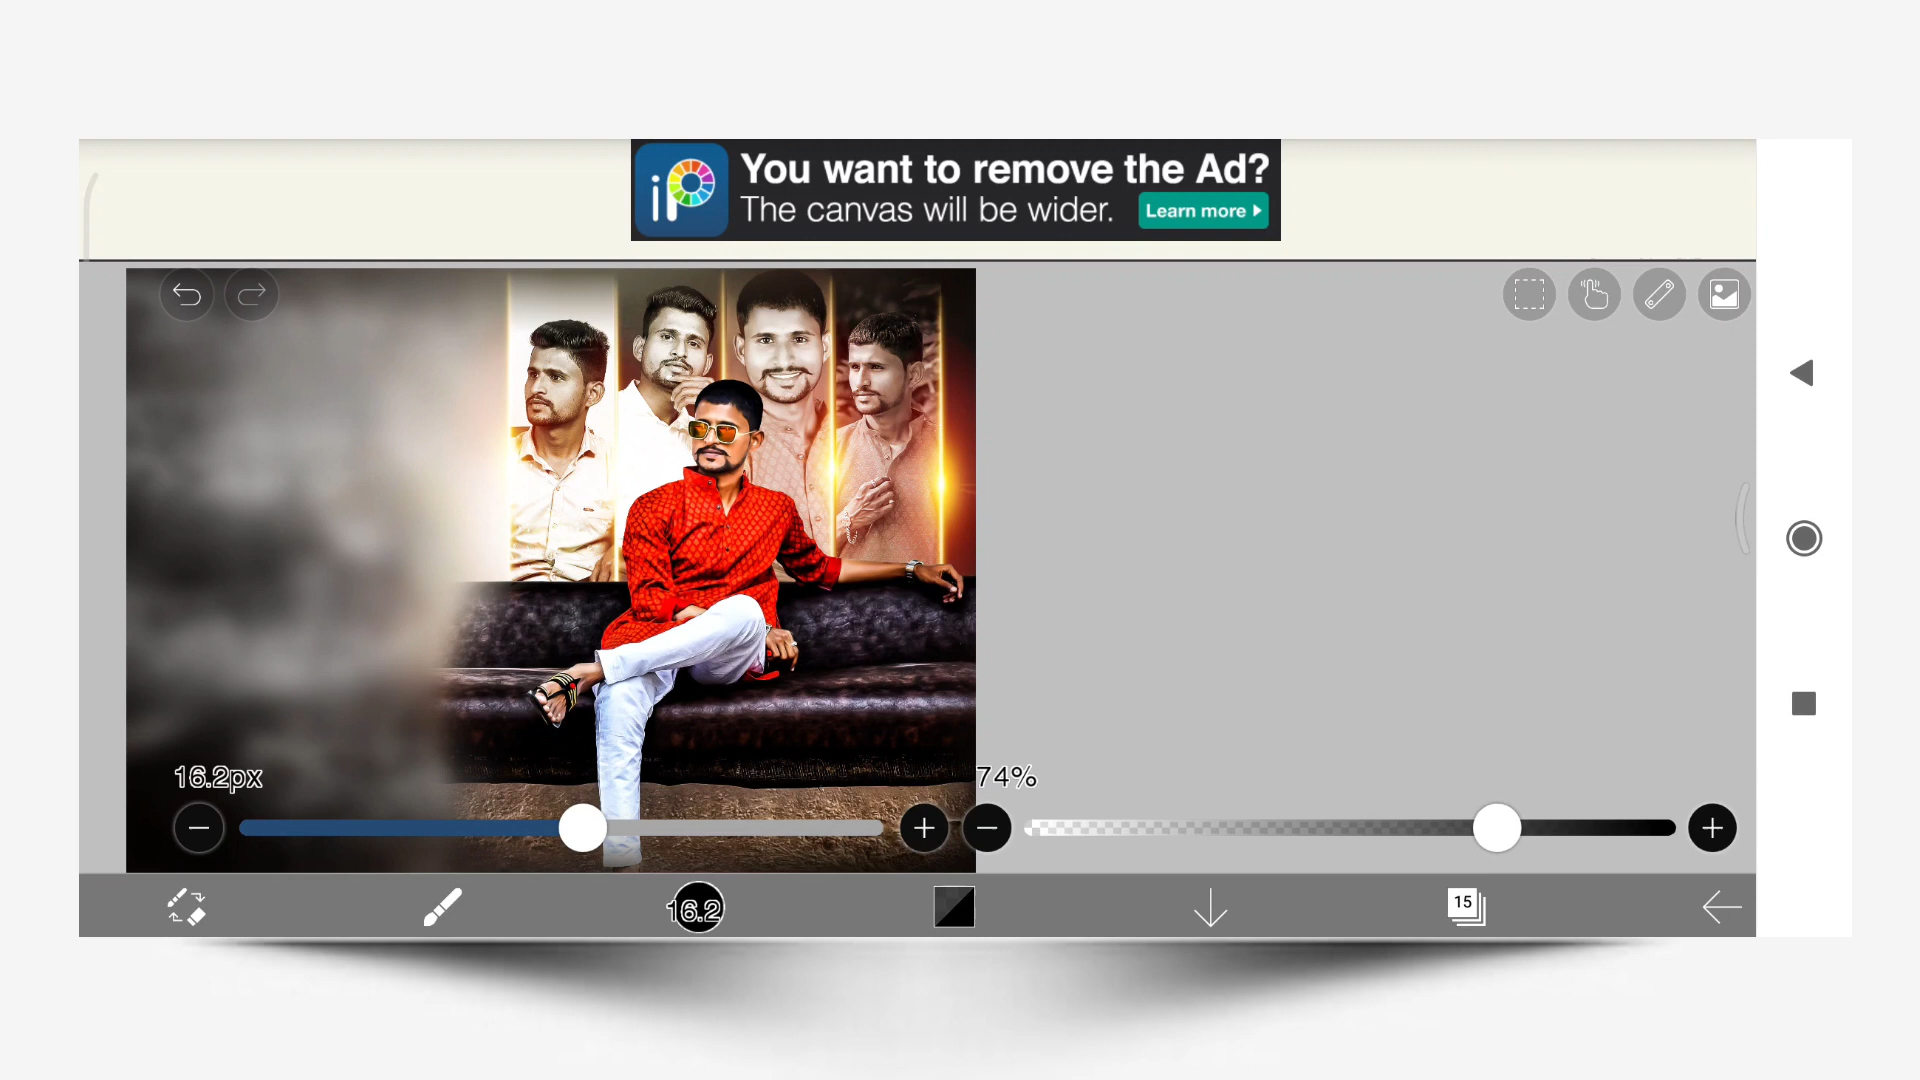 iP
You want to remove the Ad?
The canvas will be wider.
Learn more
16.2px
74%
16.2
15